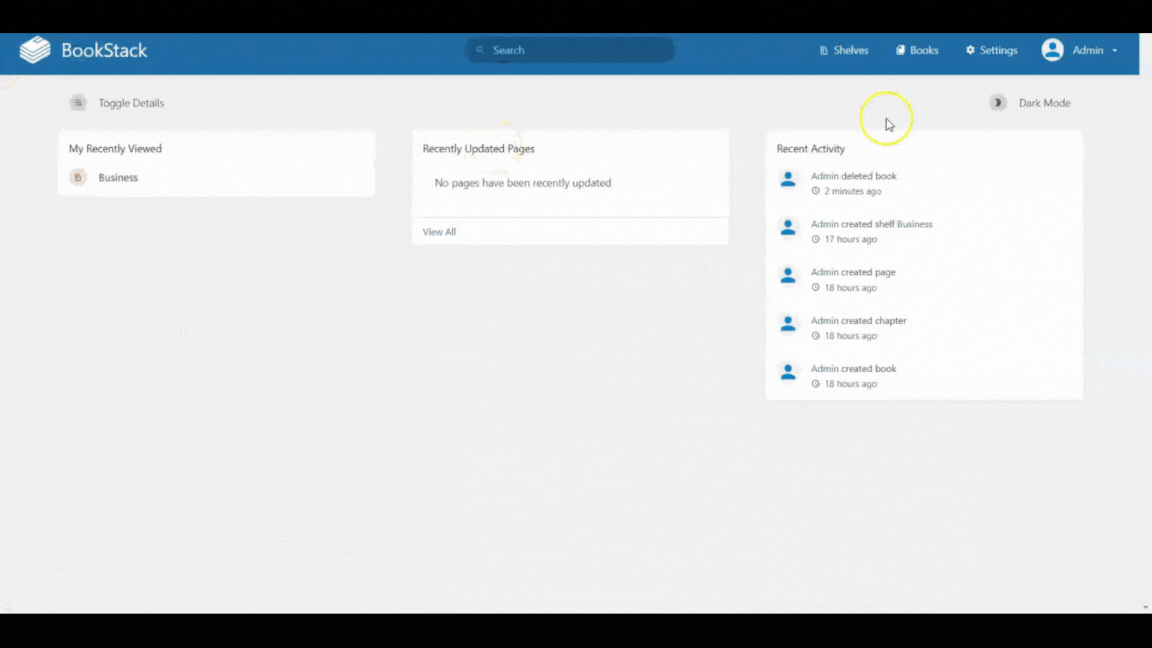 BookStack
Search
Shelves
Books
Settings
Admin
Toggle Details
Dark Mode
My Recently Viewed
Business
Recently Updated Pages
No pages have been recently updated
View All
Recent Activity
Admin deleted book
2 minutes ago
Admin created shelf Business
17 hours ago
Admin created page
18 hours ago
Admin created chapter
18 hours ago
Admin created book
18 hours ago